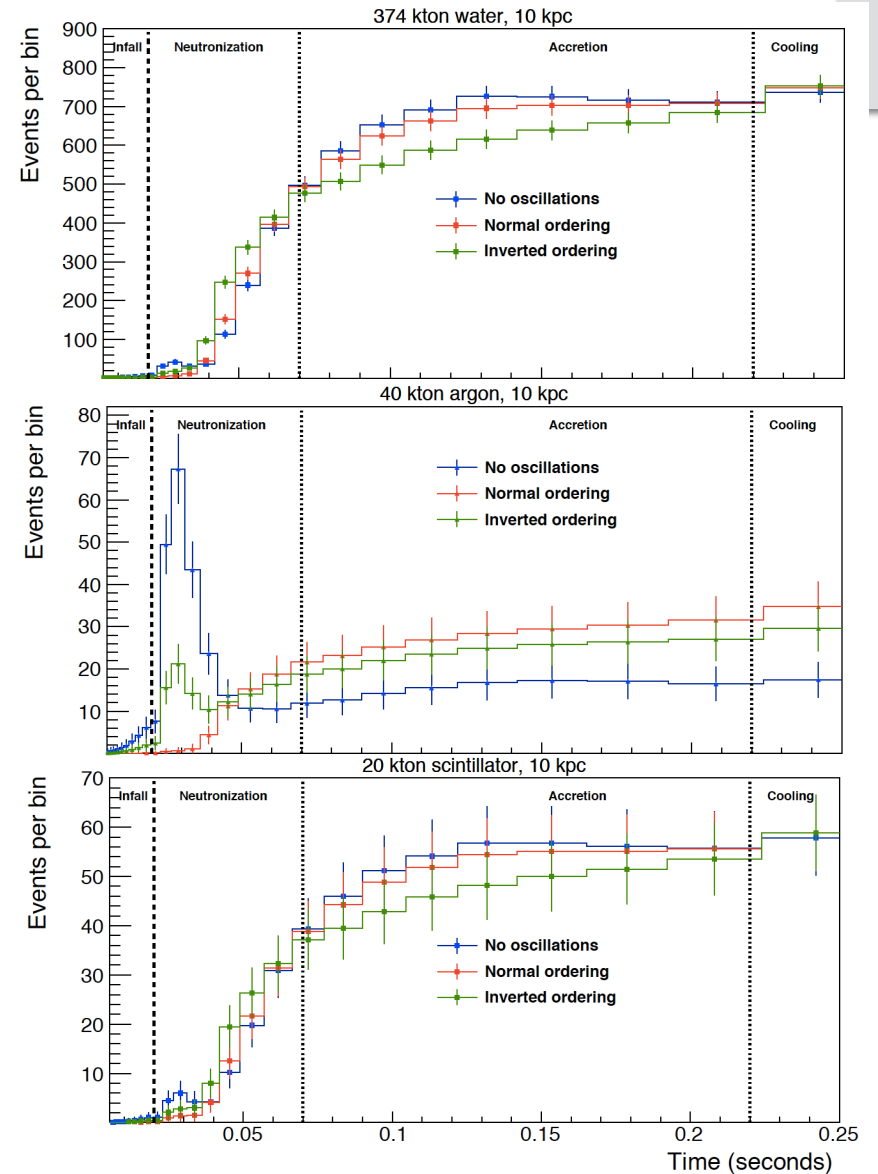 374 kton water, 10 kpc
Events per bin
900
800
700
600
500
400
300
200
100
Infall
Neutronization
Accretion
Cooling
No oscillations
Normal ordering
Inverted ordering
40 kton argon, 10 kpc
Events per bin
80
70
60
50
40
30
20
10
Infall
Neutronization
Accretion
Cooling
No oscillations
Normal ordering
Inverted ordering
20 kton scintillator, 10 kpc
Events per bin
70
60
50
40
30
20
10
Infall
Neutronization
Accretion
Cooling
No oscillations
Normal ordering
Inverted ordering
0.05 0.1 0.15 0.2 0.25
Time (seconds)